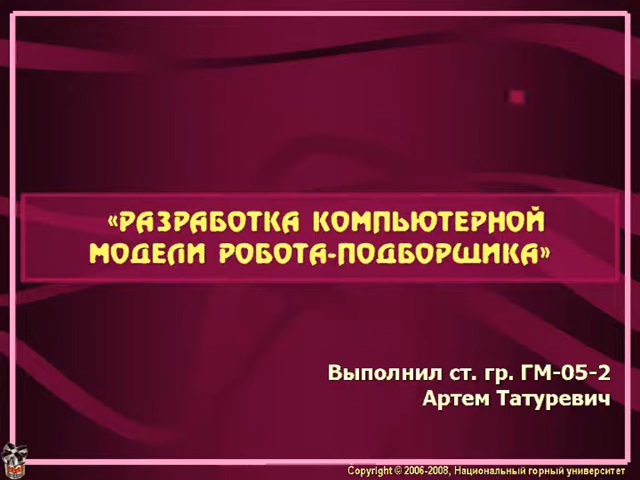 «РАЗРАБОТКА КОМПЬЮТЕРНОЙ
МОДЕЛИ РОБОТА-ПОДБОРЩИКА»
Выполнил ст. гр. ГМ-05-2
Артем Татуревич
Copyright © 2006-2008, Национальный горный университет